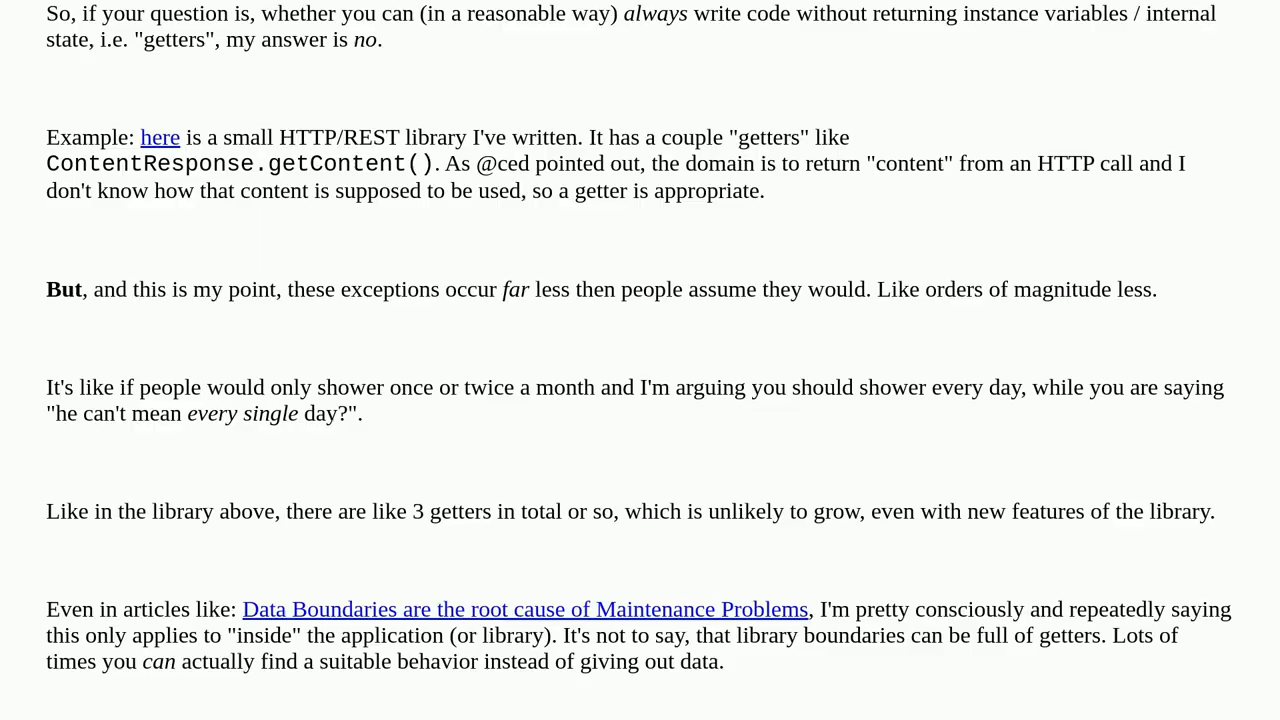 So, if your question is, whether you can (in a reasonable way) always write code without returning instance variables / internal
state, i.e. "getters", my answer is no.
Example: here is a small HTTP/REST library I've written. It has a couple "getters" like
ContentResponse.getContent(). As @ced pointed out, the domain is to return "content" from an HTTP call and I
don't know how that content is supposed to be used, so a getter is appropriate.
But, and this is my point, these exceptions occur far less then people assume they would. Like orders of magnitude less.
It's like if people would only shower once or twice a month and I'm arguing you should shower every day, while you are saying
"he can't mean every single day?".
Like in the library above, there are like 3 getters in total or so, which is unlikely to grow, even with new features of the library.
Even in articles like: Data Boundaries are the root cause of Maintenance Problems, I'm pretty consciously and repeatedly saying
this only applies to "inside" the application (or library). It's not to say, that library boundaries can be full of getters. Lots of
times you can actually find a suitable behavior instead of giving out data.